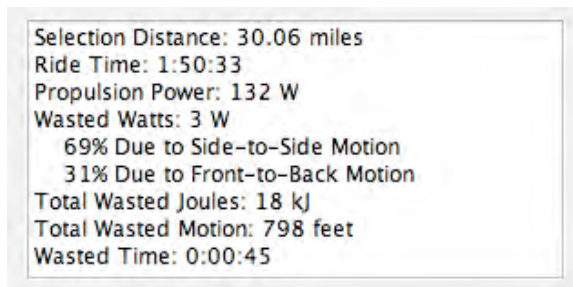 Selection Distance: 30.06 miles
Ride Time: 1:50:33
Propulsion Power: 132 W
Wasted Watts: 3 W
69% Due to Side-to-Side Motion
31% Due to Front-to-Back Motion
Total Wasted Joules: 18 kJ
Total Wasted Motion: 798 feet
Wasted Time: 0:00:45